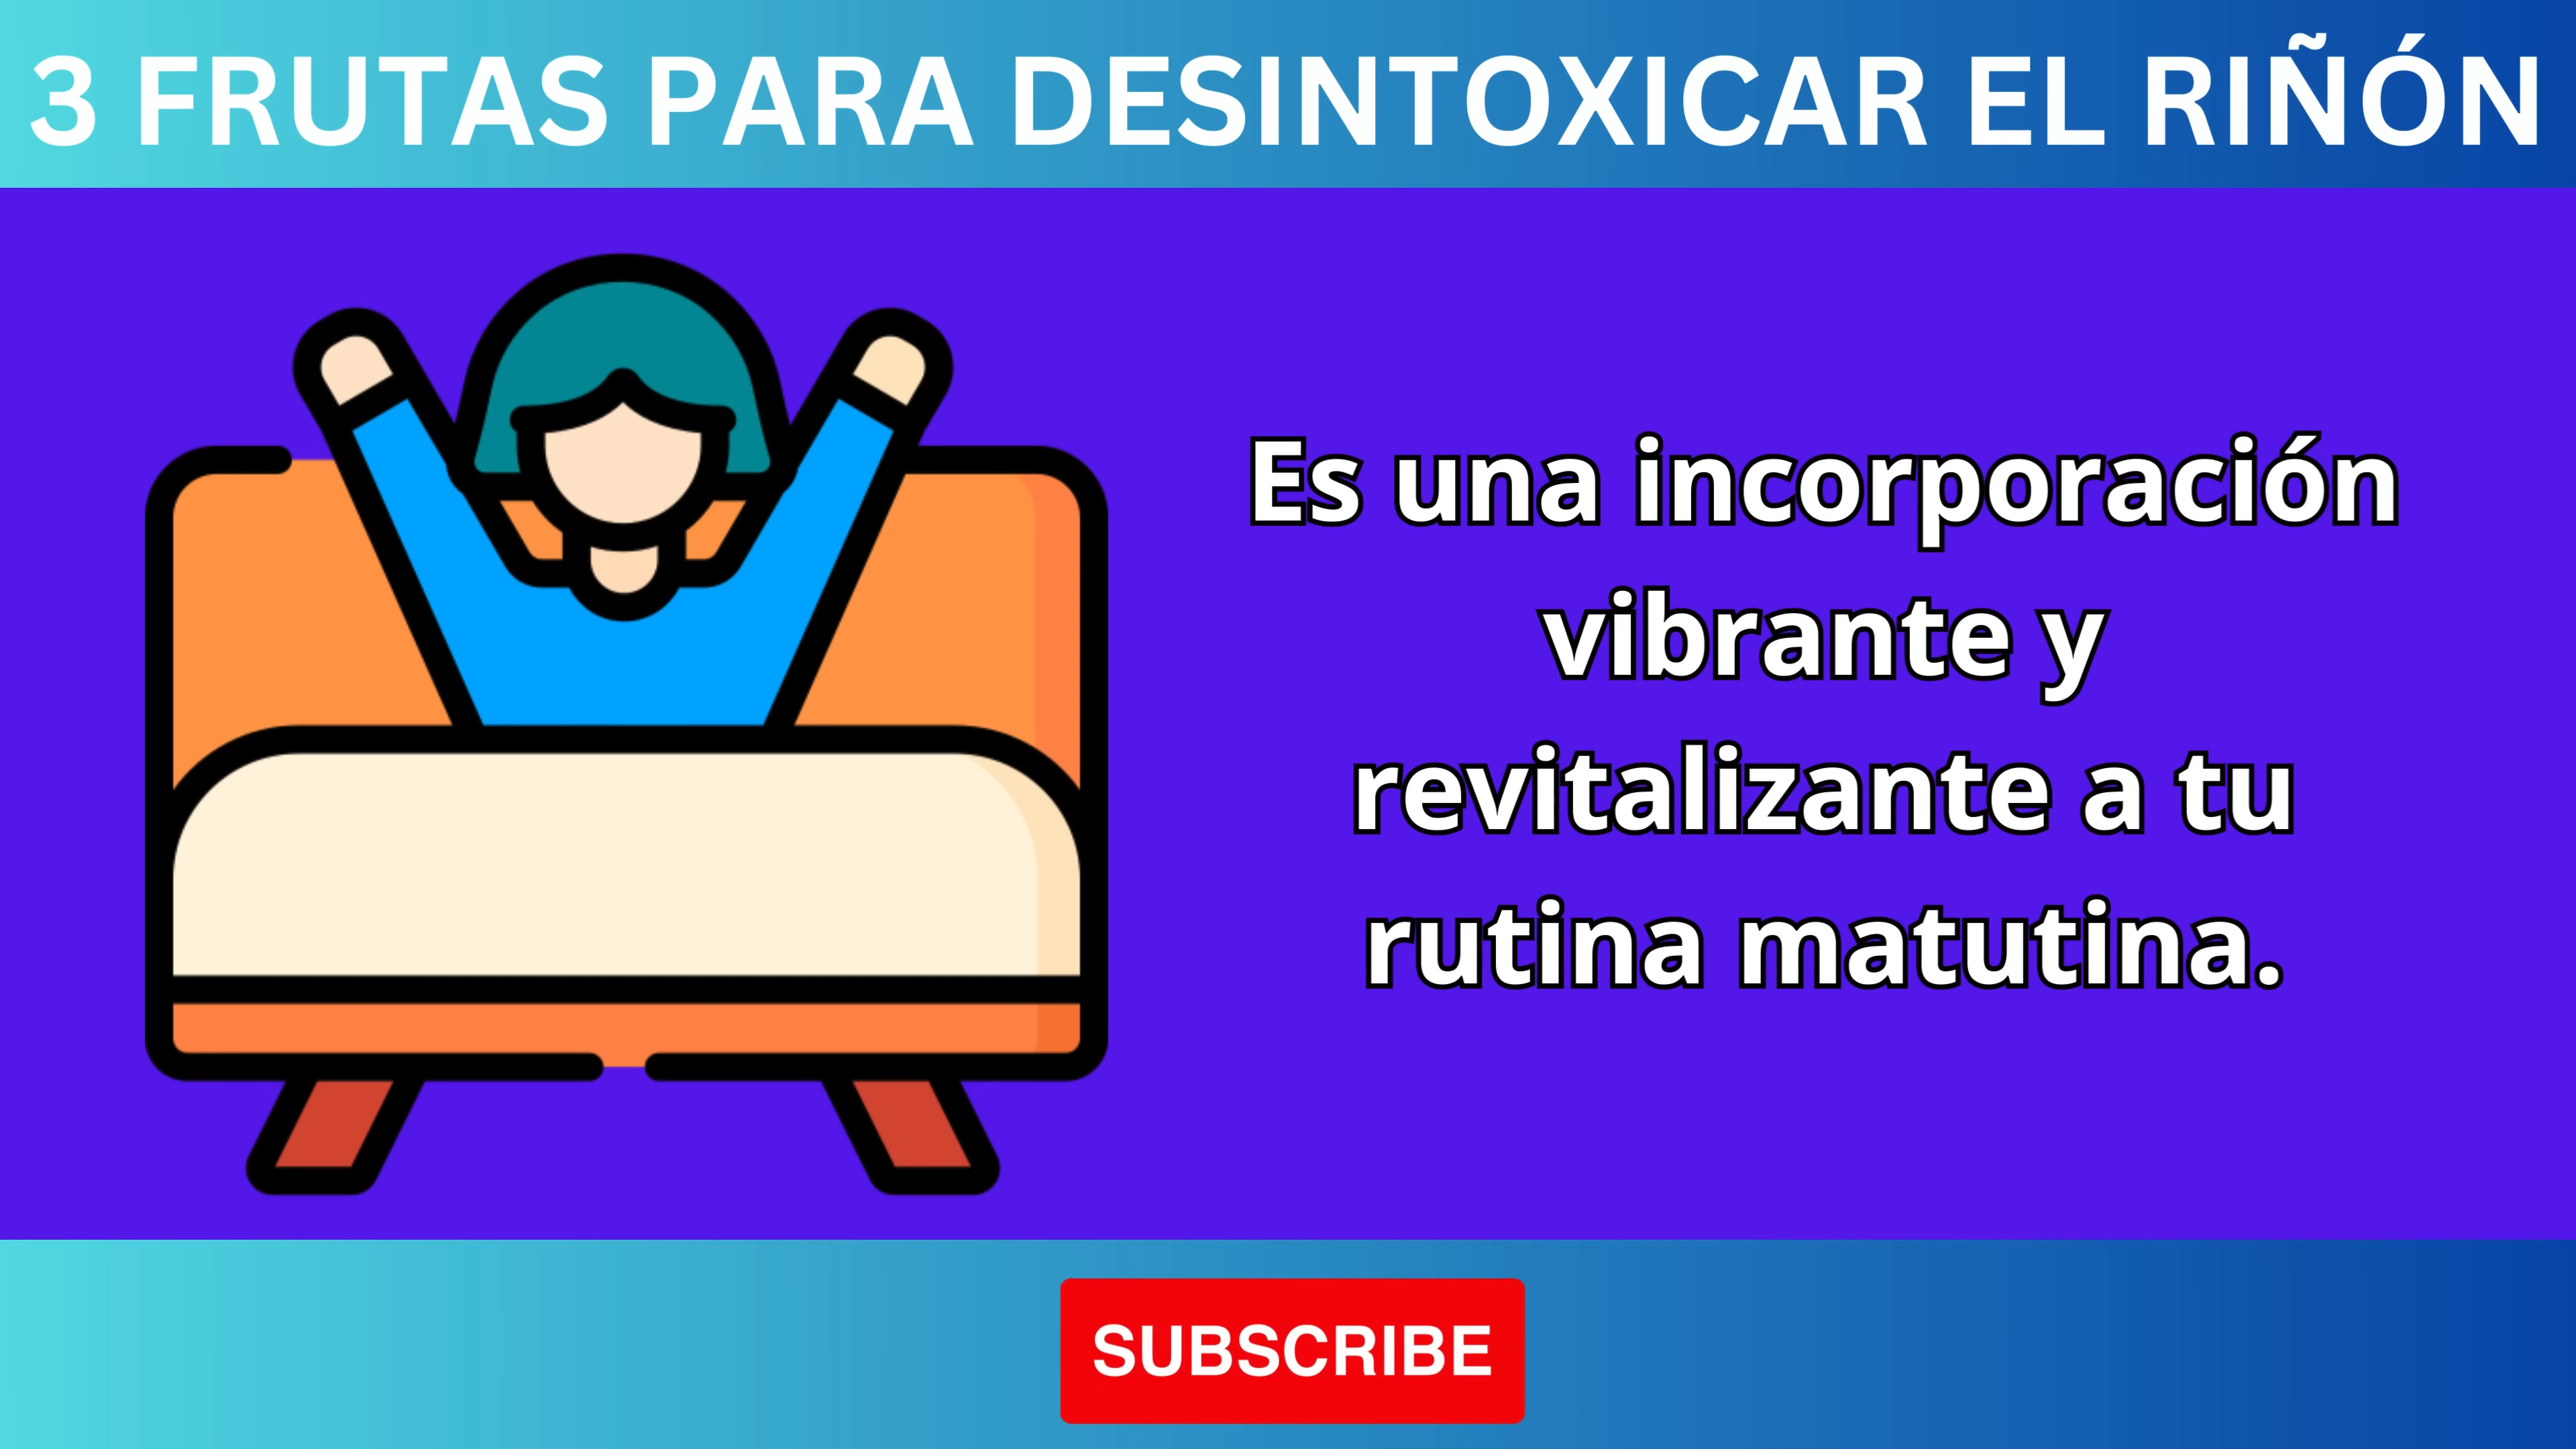 3 FRUTAS PARA DESINTOXICAR EL RIÑÓN
Es una incorporación
vibrante y
revitalizante a tu
rutina matutina.
SUBSCRIBE